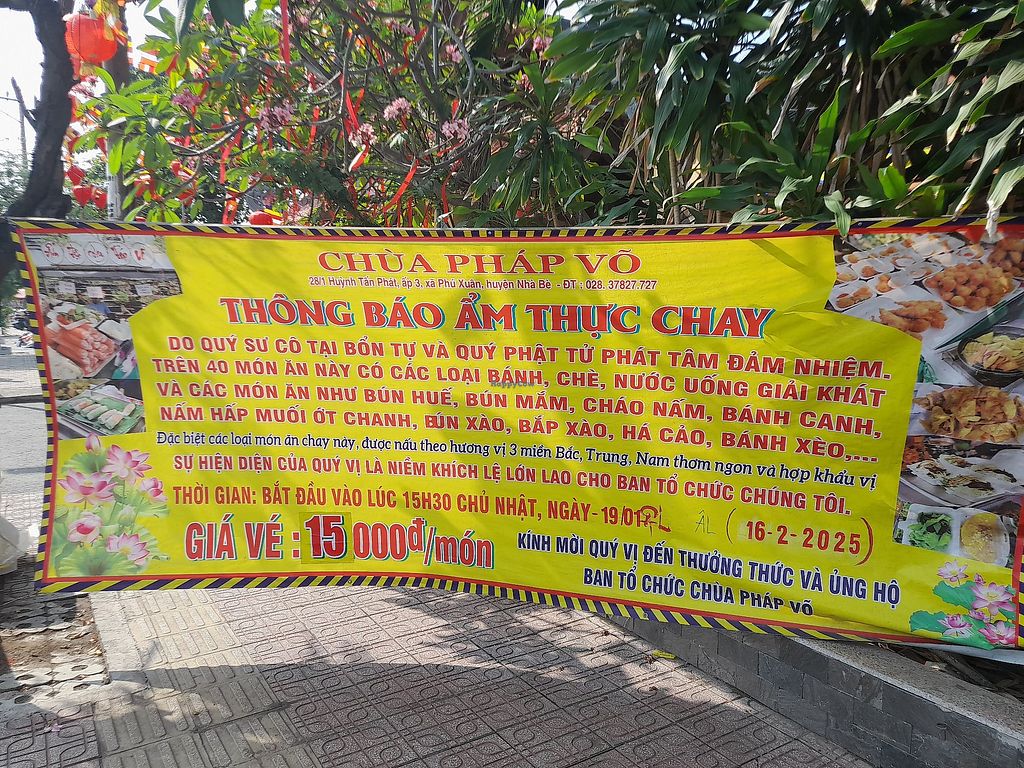 CHÙA PHÁP VÕ
28/1 Huỳnh Tấn Phát, ấp 3, xã Phú Xuân, huyện Nhà Bè - ĐT : 028. 37827.727
THÔNG BÁO ẨM THỰC CHAY
DO QUÝ SƯ CÔ TẠI BỔN TỰ VÀ QUÝ PHẬT TỬ PHÁT TÂM ĐẢM NHIỆM.
TRÊN 40 MÓN ĂN NÀY CÓ CÁC LOẠI BÁNH, CHÈ, NƯỚC UỐNG GIẢI KHÁT
VÀ CÁC MÓN ĂN NHƯ BÚN HUẾ, BÚN MẮM, CHÁO NẤM, BÁNH CANH,
NẤM HẤP MUỐI ỚT CHANH, BÚN XÀO, BẮP XÀO, HÁ CẢO, BÁNH XÈO,...
Đặc biệt các loại món ăn chay này, được nấu theo hương vị 3 miền Bắc, Trung, Nam thơm ngon và hợp khẩu vị
SỰ HIỆN DIỆN CỦA QUÝ VỊ LÀ NIỀM KHÍCH LỆ LỚN LAO CHO BAN TỔ CHỨC CHÚNG TÔI.
THỜI GIAN: BẮT ĐẦU VÀO LÚC 15H30 CHỦ NHẬT, NGÀY- 19/01 ÂL (16-2-2025)
GIÁ VÉ : 15 000đ/món
KÍNH MỜI QUÝ VỊ ĐẾN THƯỞNG THỨC VÀ ỦNG HỘ
BAN TỔ CHỨC CHÙA PHÁP VÕ